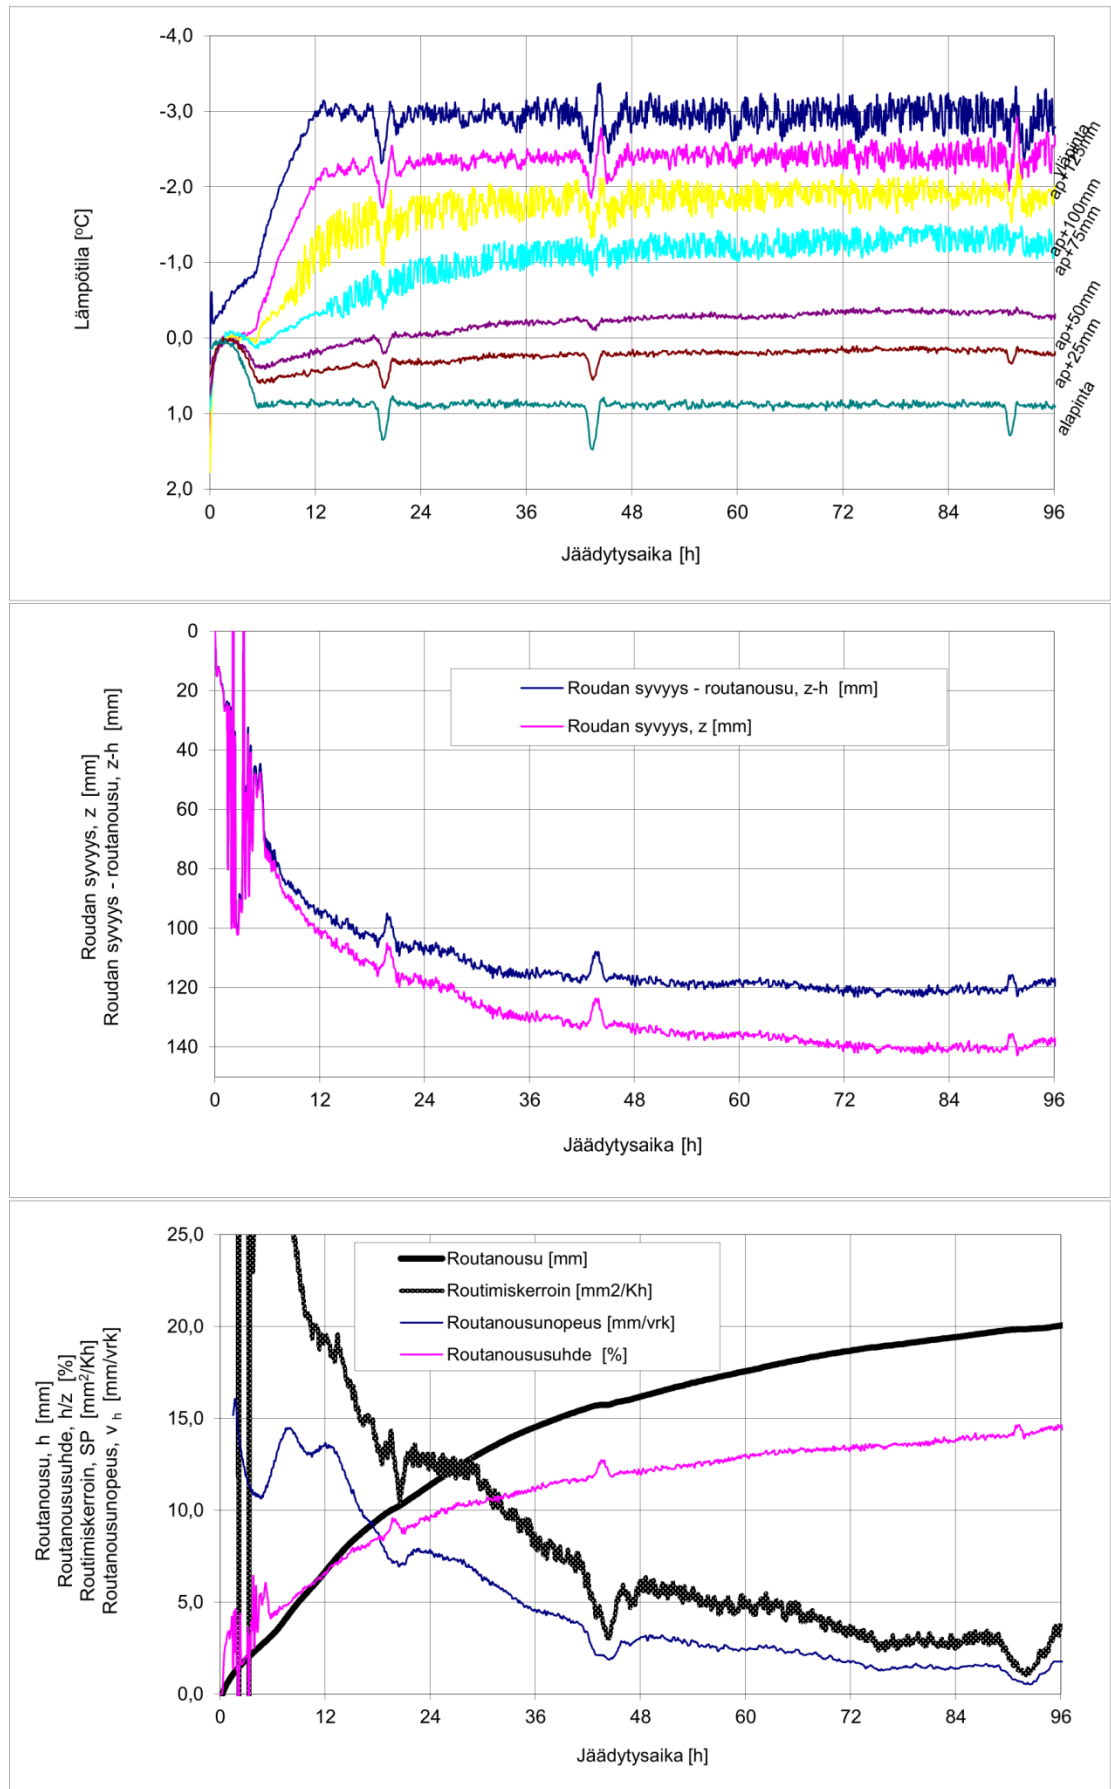 -4,0
-3,0
-2,0
-1,0
0,0
1,0
2,0
Lämpötila [ºC]
yläpinta
ap+125mm
ap+100mm
ap+75mm
ap+50mm
ap+25mm
alapinta
0 12 24 36 48 60 72 84 96
Jäädytysaika [h]
0
20
40
60
80
100
120
140
Roudan syvyys, z [mm]
Roudan syvyys - routanousu, z-h [mm]
Roudan syvyys - routanousu, z-h [mm]
Roudan syvyys, z [mm]
0 12 24 36 48 60 72 84 96
Jäädytysaika [h]
25,0
20,0
15,0
10,0
5,0
0,0
Routanousu, h [mm]
Routanoususuhde, h/z [%]
Routimiskerroin, SP [mm²/Kh]
Routanousunopeus, vₕ [mm/vrk]
Routanousu [mm]
Routimiskerroin [mm2/Kh]
Routanousunopeus [mm/vrk]
Routanoususuhde [%]
0 12 24 36 48 60 72 84 96
Jäädytysaika [h]